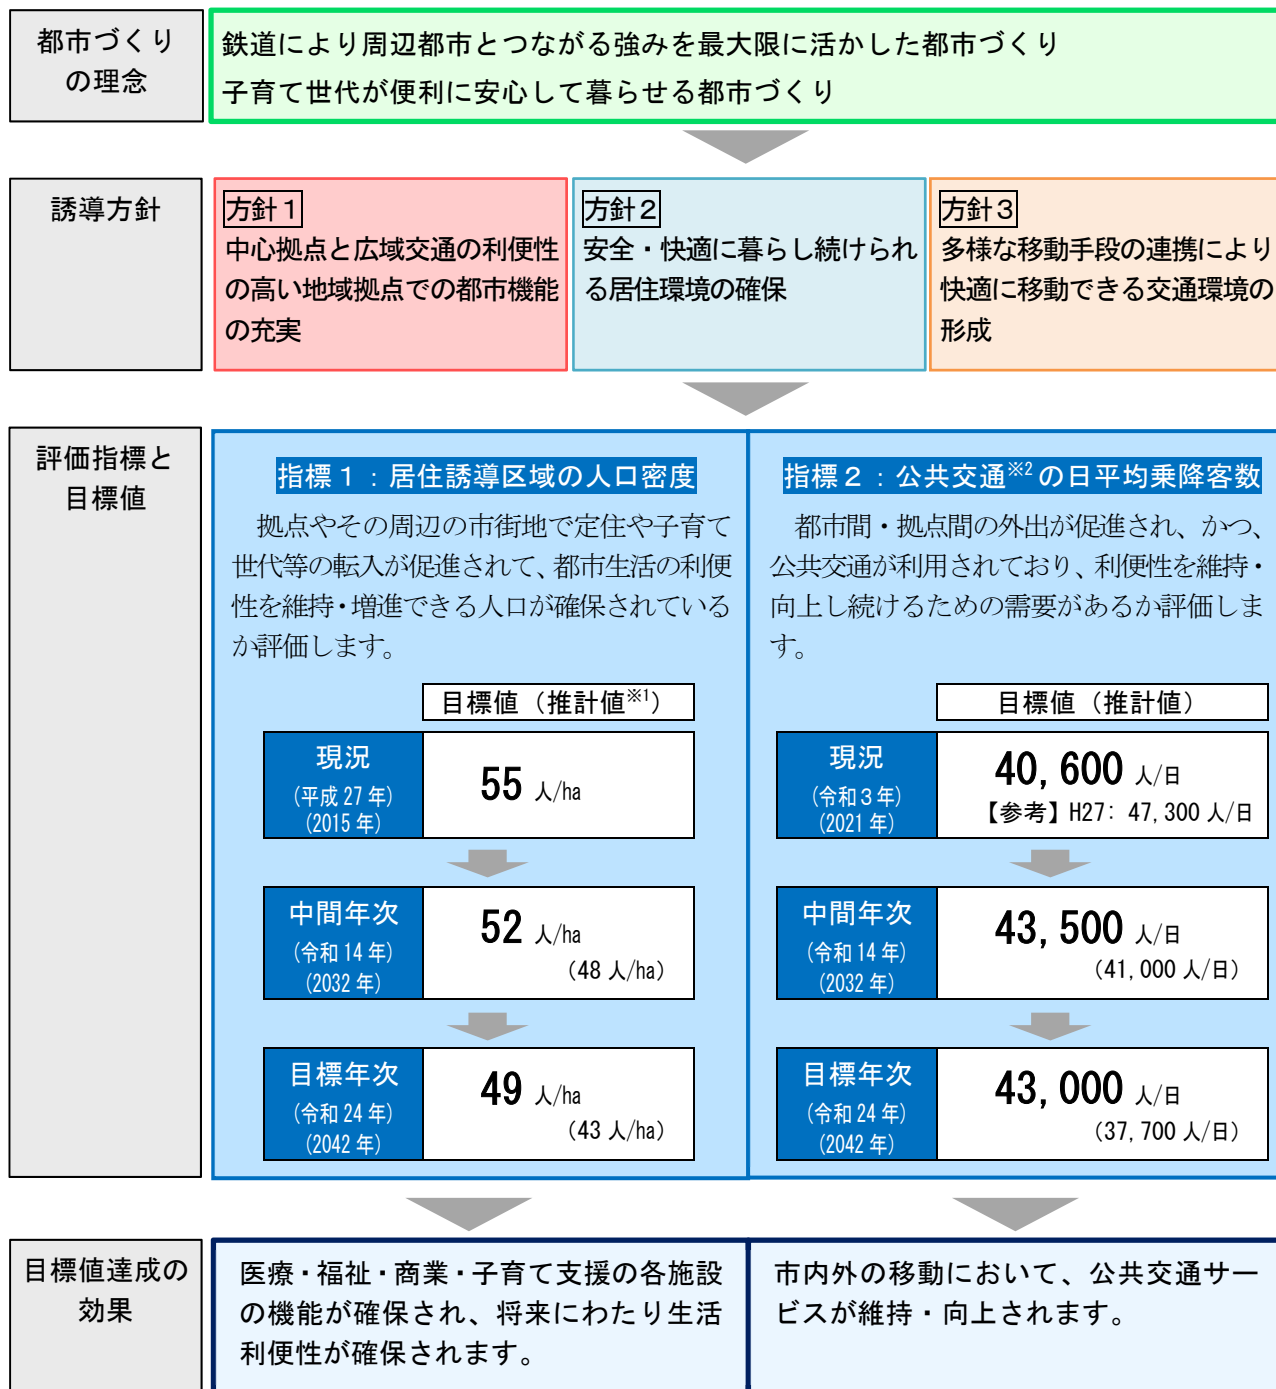 都市づくり
の理念
鉄道により周辺都市とつながる強みを最大限に活かした都市づくり
子育て世代が便利に安心して暮らせる都市づくり
誘導方針
方針1
中心拠点と広域交通の利便性
の高い地域拠点での都市機能
の充実
方針2
安全・快適に暮らし続けられ
る居住環境の確保
方針3
多様な移動手段の連携により
快適に移動できる交通環境の
形成
評価指標と
目標値
指標1：居住誘導区域の人口密度
拠点やその周辺の市街地で定住や子育て
世代等の転入が促進されて、都市生活の利便
性を維持・増進できる人口が確保されている
か評価します。
目標値（推計値※1）
現況
(平成27年)
(2015年)
55 人/ha
中間年次
(令和14年)
(2032年)
52 人/ha
(48人/ha)
目標年次
(令和24年)
(2042年)
49 人/ha
(43人/ha)
指標2：公共交通※2の日平均乗降客数
都市間・拠点間の外出が促進され、かつ、
公共交通が利用されており、利便性を維持・
向上し続けるための需要があるか評価しま
す。
目標値（推計値）
現況
(令和3年)
(2021年)
40,600 人/日
【参考】H27: 47,300人/日
中間年次
(令和14年)
(2032年)
43,500 人/日
(41,000人/日)
目標年次
(令和24年)
(2042年)
43,000 人/日
(37,700人/日)
目標値達成の
効果
医療・福祉・商業・子育て支援の各施設
の機能が確保され、将来にわたり生活
利便性が確保されます。
市内外の移動において、公共交通サー
ビスが維持・向上されます。